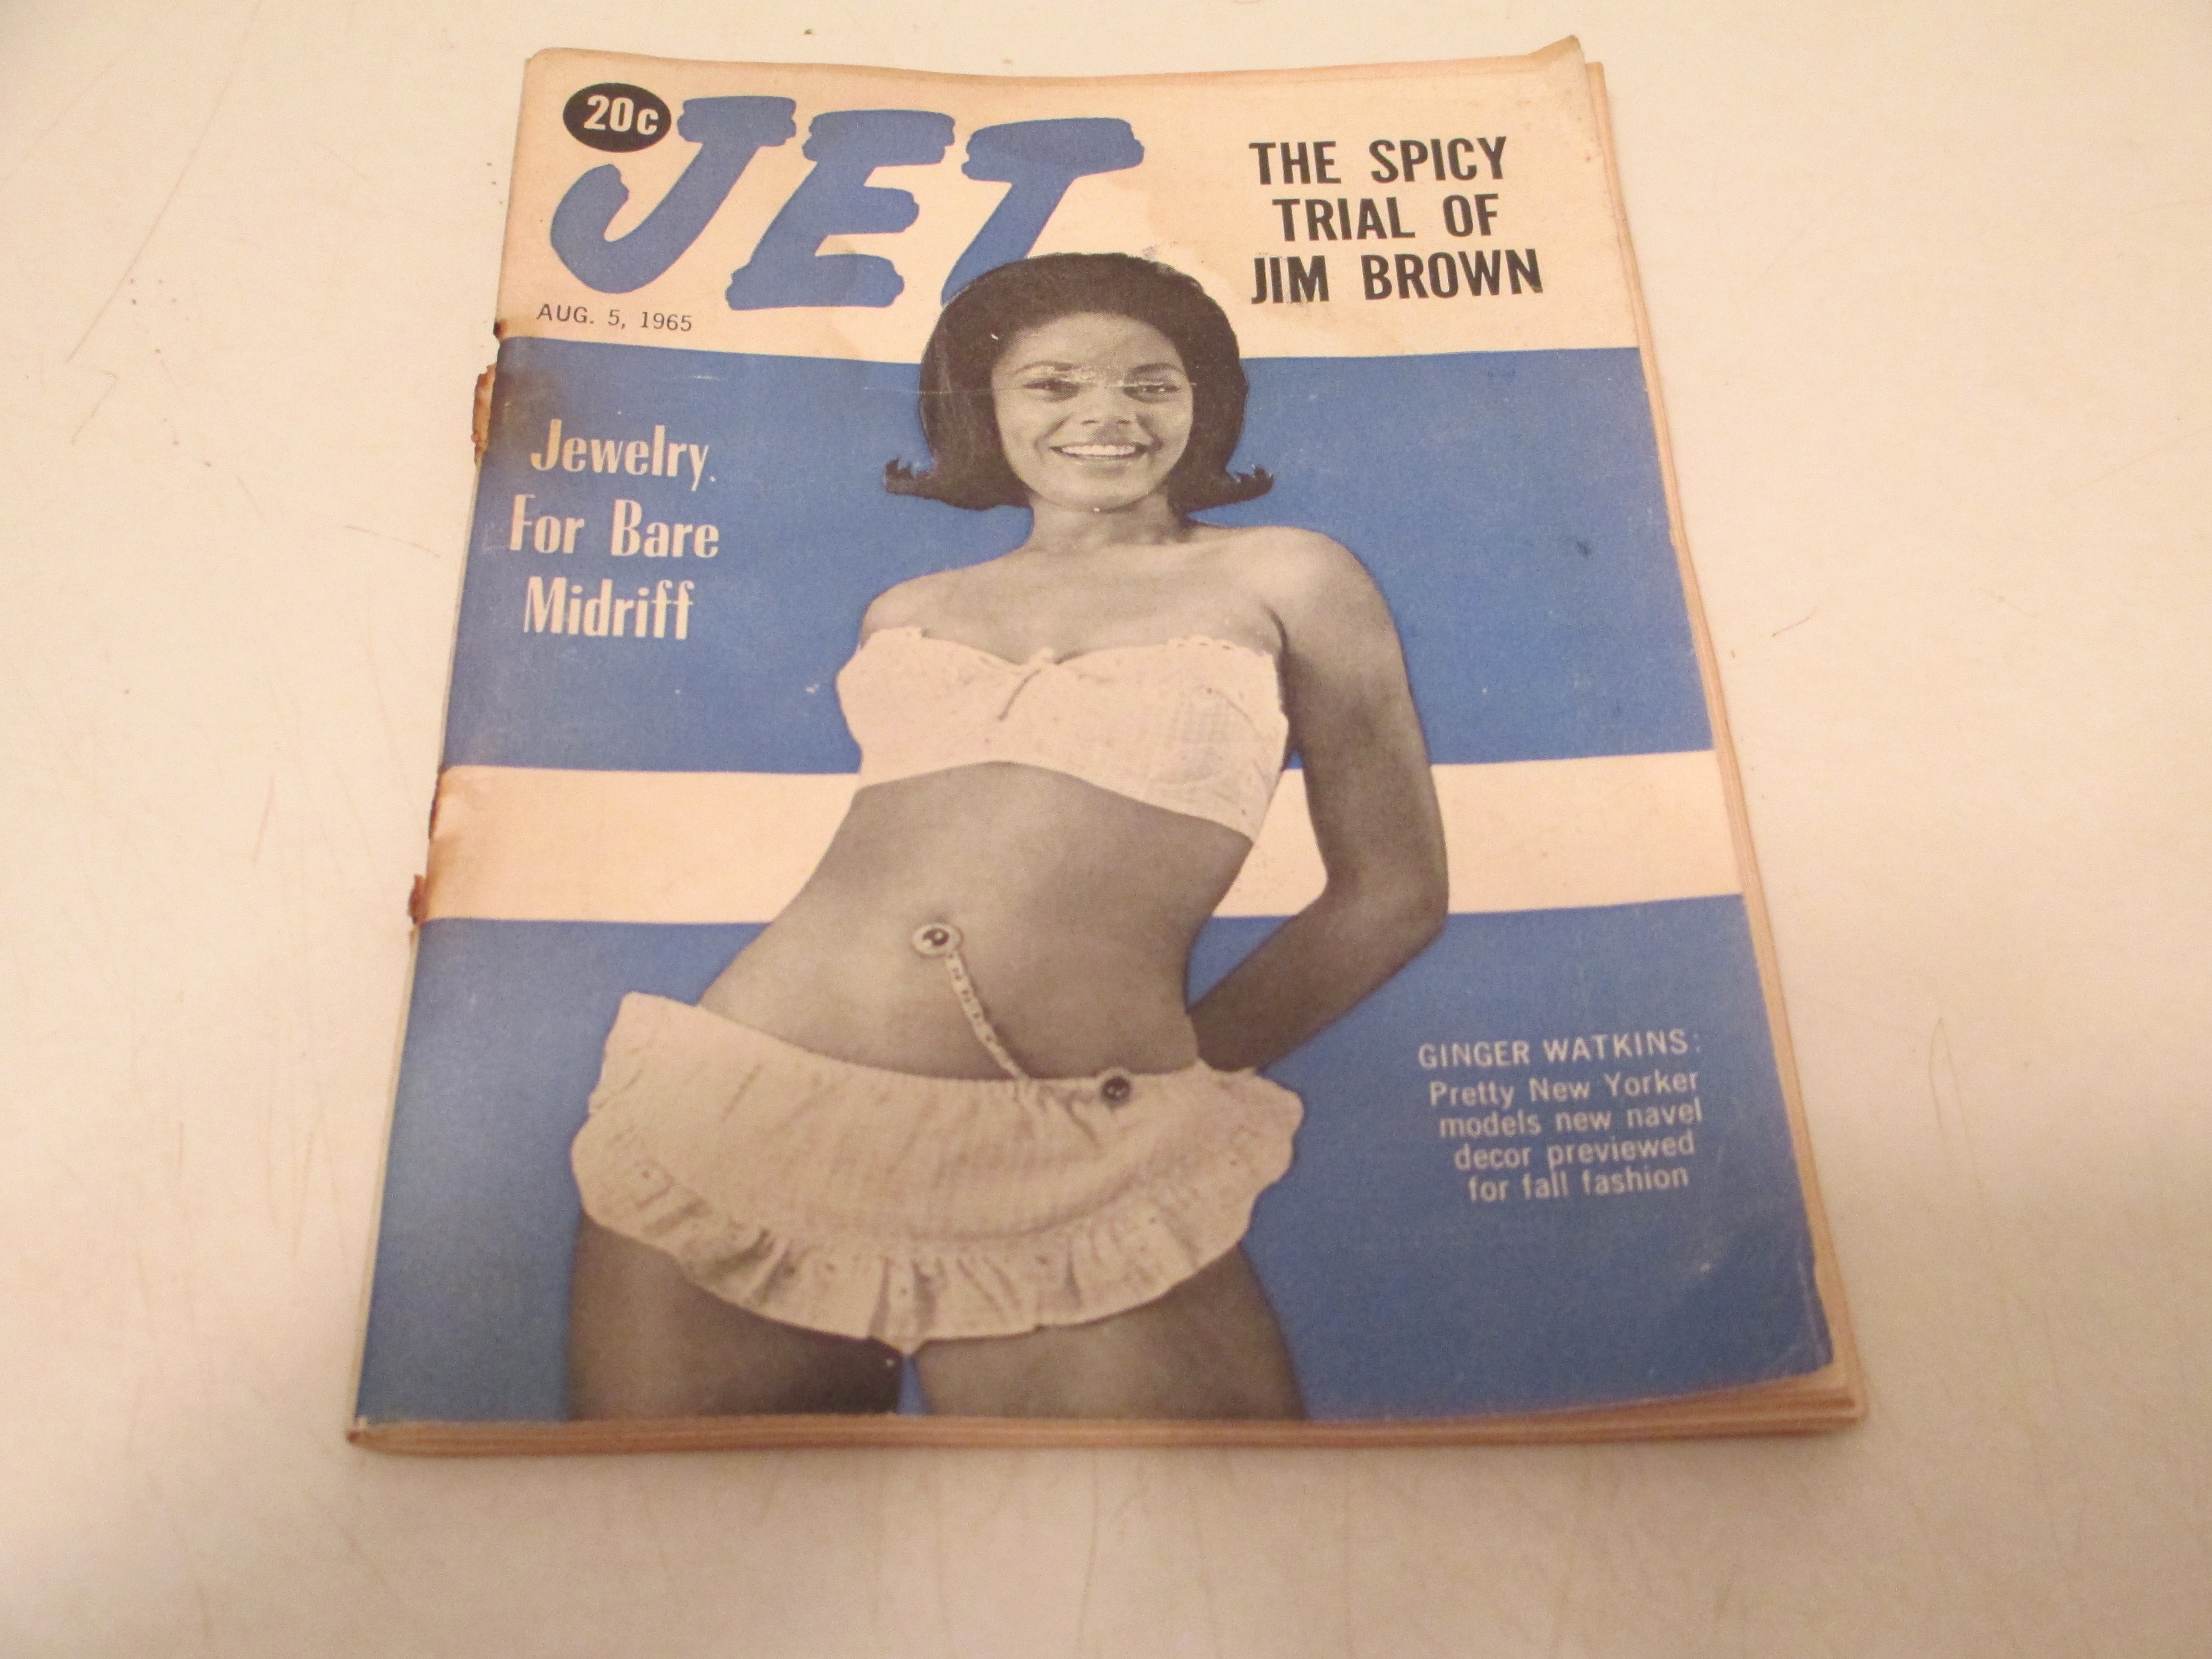 20c
JET
THE SPICY
TRIAL OF
JIM BROWN
AUG. 5, 1965
Jewelry
For Bare
Midriff
GINGER WATKINS:
Pretty New Yorker
models new navel
decor previewed
for fall fashion